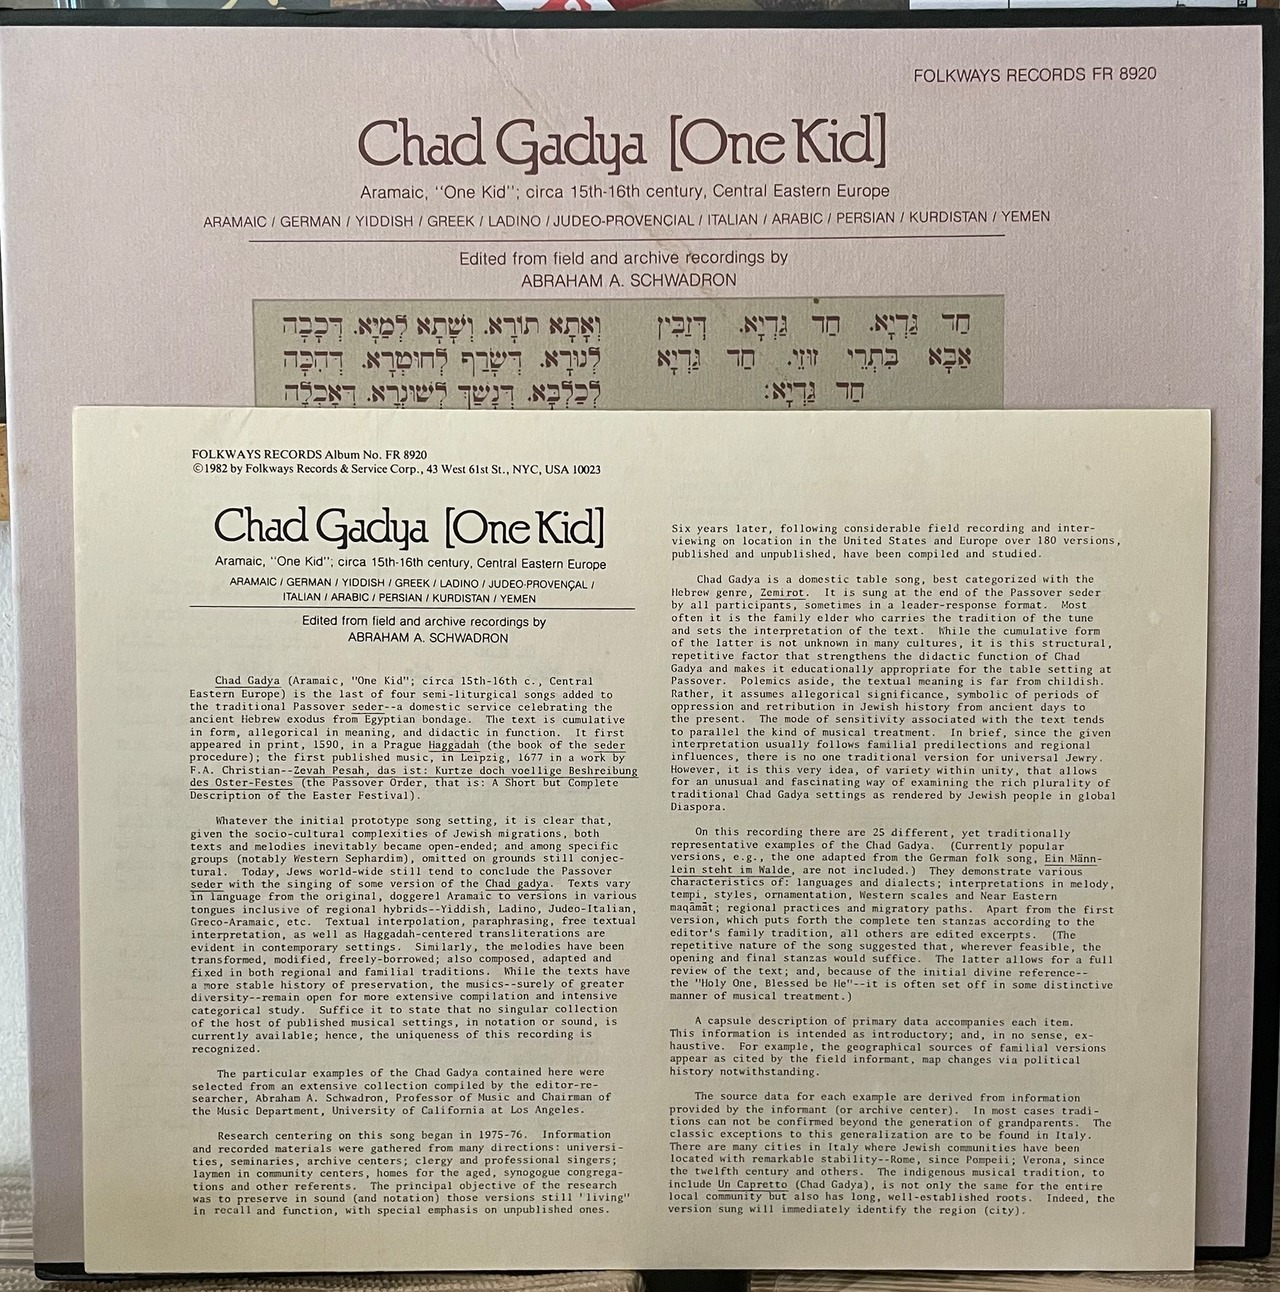 FOLKWAYS RECORDS FR 8920
Chad Gadya [One Kid]
Aramaic, "One Kid"; circa 15th-16th century, Central Eastern Europe
ARAMAIC / GERMAN / YIDDISH / GREEK / LADINO / JUDEO-PROVENCIAL / ITALIAN / ARABIC / PERSIAN / KURDISTAN / YEMEN
Edited from field and archive recordings by
ABRAHAM A. SCHWADRON
חַד גַּדְיָא. חַד גַּדְיָא. דְּזַבִּין
אַבָּא בִּתְרֵי זוּזֵי. חַד גַּדְיָא
חַד גַּדְיָא:
וְאָתָא תוֹרָא. וְשָׁתָא לְמַיָּא. דְּכָבָה
לְנוּרָא. דְּשָׂרַף לְחוּטְרָא. דְּהִכָּה
לְכַלְבָּא. דְּנָשַׁךְ לְשׁוּנְרָא. דְּאָכְלָה
FOLKWAYS RECORDS Album No. FR 8920
©1982 by Folkways Records & Service Corp., 43 West 61st St., NYC, USA 10023
Chad Gadya [One Kid]
Aramaic, "One Kid"; circa 15th-16th century, Central Eastern Europe
ARAMAIC / GERMAN / YIDDISH / GREEK / LADINO / JUDEO-PROVENÇAL /
ITALIAN / ARABIC / PERSIAN / KURDISTAN / YEMEN
Edited from field and archive recordings by
ABRAHAM A. SCHWADRON
Chad Gadya (Aramaic, "One Kid"; circa 15th-16th c., Central
Eastern Europe) is the last of four semi-liturgical songs added to
the traditional Passover seder--a domestic service celebrating the
ancient Hebrew exodus from Egyptian bondage. The text is cumulative
in form, allegorical in meaning, and didactic in function. It first
appeared in print, 1590, in a Prague Haggadah (the book of the seder
procedure); the first published music, in Leipzig, 1677 in a work by
F.A. Christian--Zevah Pesah, das ist: Kurtze doch voellige Beshreibung
des Oster-Festes (the Passover Order, that is: A Short but Complete
Description of the Easter Festival).
Whatever the initial prototype song setting, it is clear that,
given the socio-cultural complexities of Jewish migrations, both
texts and melodies inevitably became open-ended; and among specific
groups (notably Western Sephardim), omitted on grounds still conjec-
tural. Today, Jews world-wide still tend to conclude the Passover
seder with the singing of some version of the Chad gadya. Texts vary
in language from the original, doggerel Aramaic to versions in various
tongues inclusive of regional hybrids--Yiddish, Ladino, Judeo-Italian,
Greco-Aramaic, etc. Textual interpolation, paraphrasing, free textual
interpretation, as well as Haggadah-centered transliterations are
evident in contemporary settings. Similarly, the melodies have been
transformed, modified, freely-borrowed; also composed, adapted and
fixed in both regional and familial traditions. While the texts have
a more stable history of preservation, the musics--surely of greater
diversity--remain open for more extensive compilation and intensive
categorical study. Suffice it to state that no singular collection
of the host of published musical settings, in notation or sound, is
currently available; hence, the uniqueness of this recording is
recognized.
The particular examples of the Chad Gadya contained here were
selected from an extensive collection compiled by the editor-re-
searcher, Abraham A. Schwadron, Professor of Music and Chairman of
the Music Department, University of California at Los Angeles.
Research centering on this song began in 1975-76. Information
and recorded materials were gathered from many directions: universi-
ties, seminaries, archive centers; clergy and professional singers;
laymen in community centers, homes for the aged, synagogue congrega-
tions and other referents. The principal objective of the research
was to preserve in sound (and notation) those versions still 'living"
in recall and function, with special emphasis on unpublished ones.
Six years later, following considerable field recording and inter-
viewing on location in the United States and Europe over 180 versions,
published and unpublished, have been compiled and studied.
Chad Gadya is a domestic table song, best categorized with the
Hebrew genre, Zemirot. It is sung at the end of the Passover seder
by all participants, sometimes in a leader-response format. Most
often it is the family elder who carries the tradition of the tune
and sets the interpretation of the text. While the cumulative form
of the latter is not unknown in many cultures, it is this structural,
repetitive factor that strengthens the didactic function of Chad
Gadya and makes it educationally appropriate for the table setting at
Passover. Polemics aside, the textual meaning is far from childish.
Rather, it assumes allegorical significance, symbolic of periods of
oppression and retribution in Jewish history from ancient days to
the present. The mode of sensitivity associated with the text tends
to parallel the kind of musical treatment. In brief, since the given
interpretation usually follows familial predilections and regional
influences, there is no one traditional version for universal Jewry.
However, it is this very idea, of variety within unity, that allows
for an unusual and fascinating way of examining the rich plurality of
traditional Chad Gadya settings as rendered by Jewish people in global
Diaspora.
On this recording there are 25 different, yet traditionally
representative examples of the Chad Gadya. (Currently popular
versions, e.g., the one adapted from the German folk song, Ein Männ-
lein steht im Walde, are not included.) They demonstrate various
characteristics of: languages and dialects; interpretations in melody,
tempi, styles, ornamentation, Western scales and Near Eastern
maqāmāt; regional practices and migratory paths. Apart from the first
version, which puts forth the complete ten stanzas according to the
editor's family tradition, all others are edited excerpts. (The
repetitive nature of the song suggested that, wherever feasible, the
opening and final stanzas would suffice. The latter allows for a full
review of the text; and, because of the initial divine reference--
the "Holy One, Blessed be He"--it is often set off in some distinctive
manner of musical treatment.)
A capsule description of primary data accompanies each item.
This information is intended as introductory; and, in no sense, ex-
haustive. For example, the geographical sources of familial versions
appear as cited by the field informant, map changes via political
history notwithstanding.
The source data for each example are derived from information
provided by the informant (or archive center). In most cases tradi-
tions can not be confirmed beyond the generation of grandparents. The
classic exceptions to this generalization are to be found in Italy.
There are many cities in Italy where Jewish communities have been
located with remarkable stability--Rome, since Pompeii; Verona, since
the twelfth century and others. The indigenous musical tradition, to
include Un Capretto (Chad Gadya), is not only the same for the entire
local community but also has long, well-established roots. Indeed, the
version sung will immediately identify the region (city).